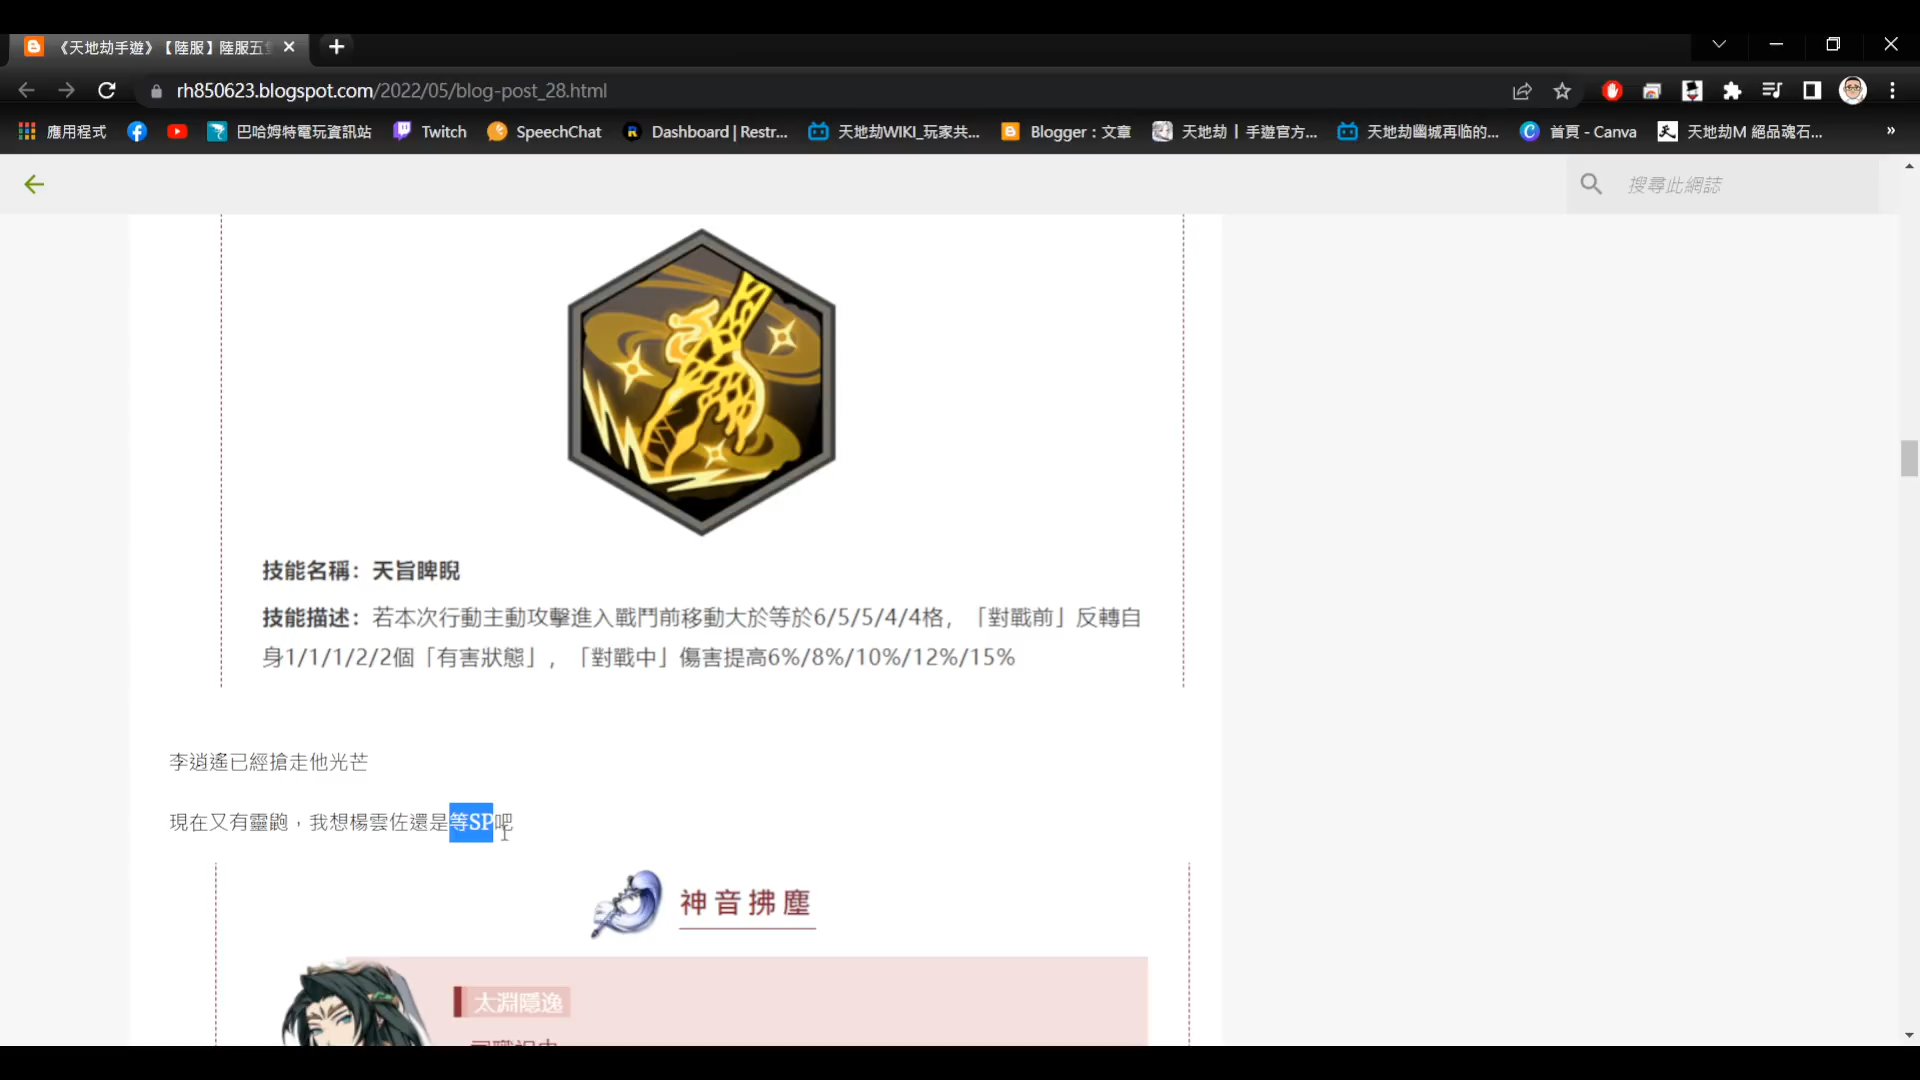 《天地劫手遊》【陸服】陸服五
rh850623.blogspot.com/2022/05/blog-post_28.html
應用程式
巴哈姆特電玩資訊站
Twitch
SpeechChat
Dashboard | Restr...
天地劫WIKI_玩家共...
Blogger：文章
天地劫丨手遊官方...
天地劫幽城再临的...
首頁 - Canva
天地劫M 絕品魂石...
»
搜尋此網誌
技能名稱：天旨睥睨
技能描述：若本次行動主動攻擊進入戰鬥前移動大於等於6/5/5/4/4格，「對戰前」反轉自
身1/1/1/2/2個「有害狀態」，「對戰中」傷害提高6%/8%/10%/12%/15%
李逍遙已經搶走他光芒
現在又有靈鉋，我想楊雲佐還是等SP吧
神音拂塵
太淵隱逸